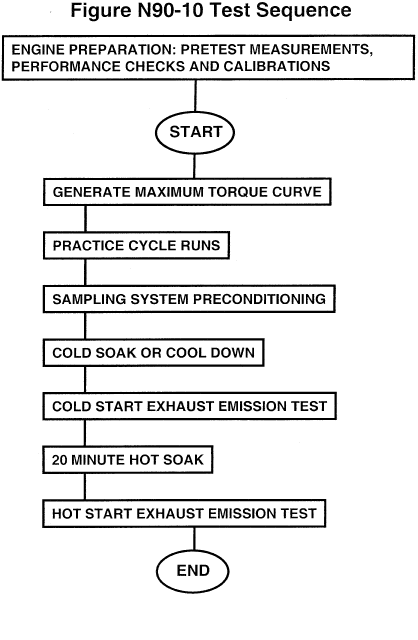 Figure N90-10 Test Sequence
ENGINE PREPARATION: PRETEST MEASUREMENTS,
PERFORMANCE CHECKS AND CALIBRATIONS
START
GENERATE MAXIMUM TORQUE CURVE
PRACTICE CYCLE RUNS
SAMPLING SYSTEM PRECONDITIONING
COLD SOAK OR COOL DOWN
COLD START EXHAUST EMISSION TEST
20 MINUTE HOT SOAK
HOT START EXHAUST EMISSION TEST
END